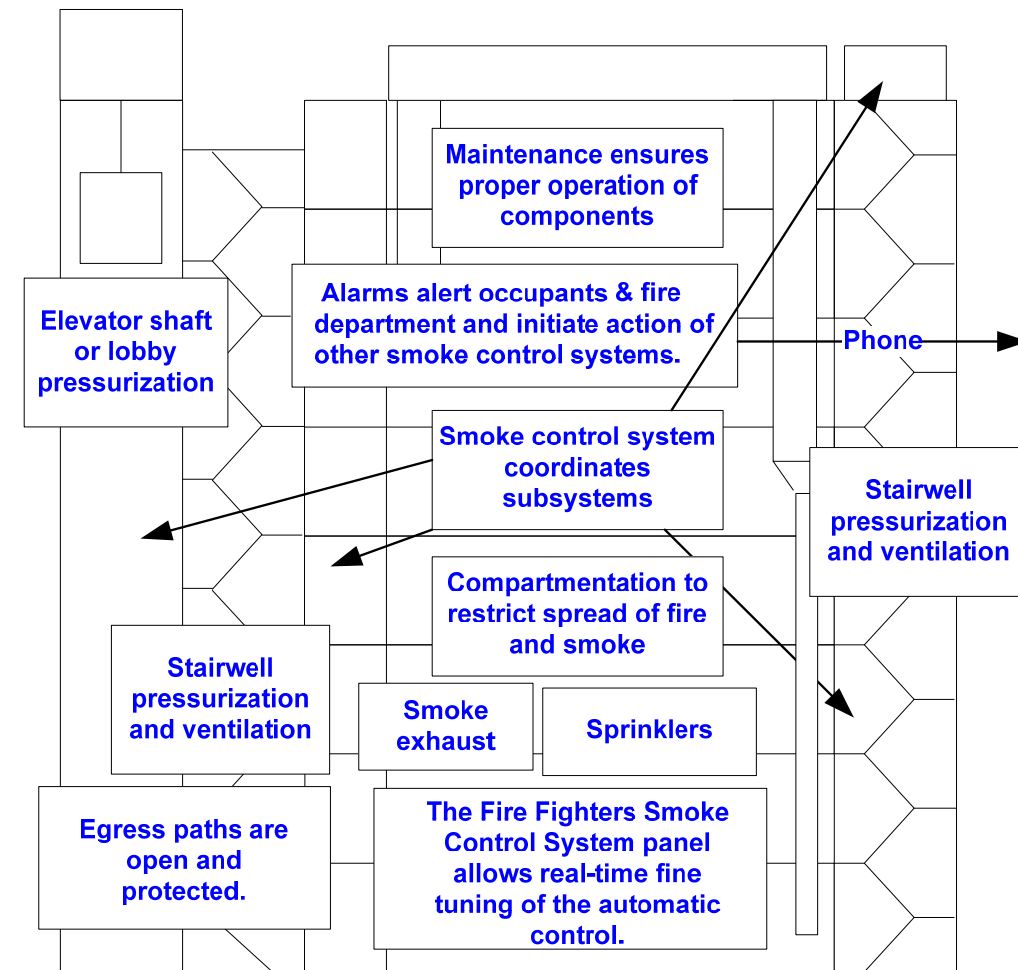 Maintenance ensures
proper operation of
components
Alarms alert occupants & fire
department and initiate action of
other smoke control systems.
Elevator shaft
or lobby
pressurization
Phone
Smoke control system
coordinates
subsystems
Stairwell
pressurization
and ventilation
Compartmentation to
restrict spread of fire
and smoke
Stairwell
pressurization
and ventilation
Smoke
exhaust
Sprinklers
Egress paths are
open and
protected.
The Fire Fighters Smoke
Control System panel
allows real-time fine
tuning of the automatic
control.